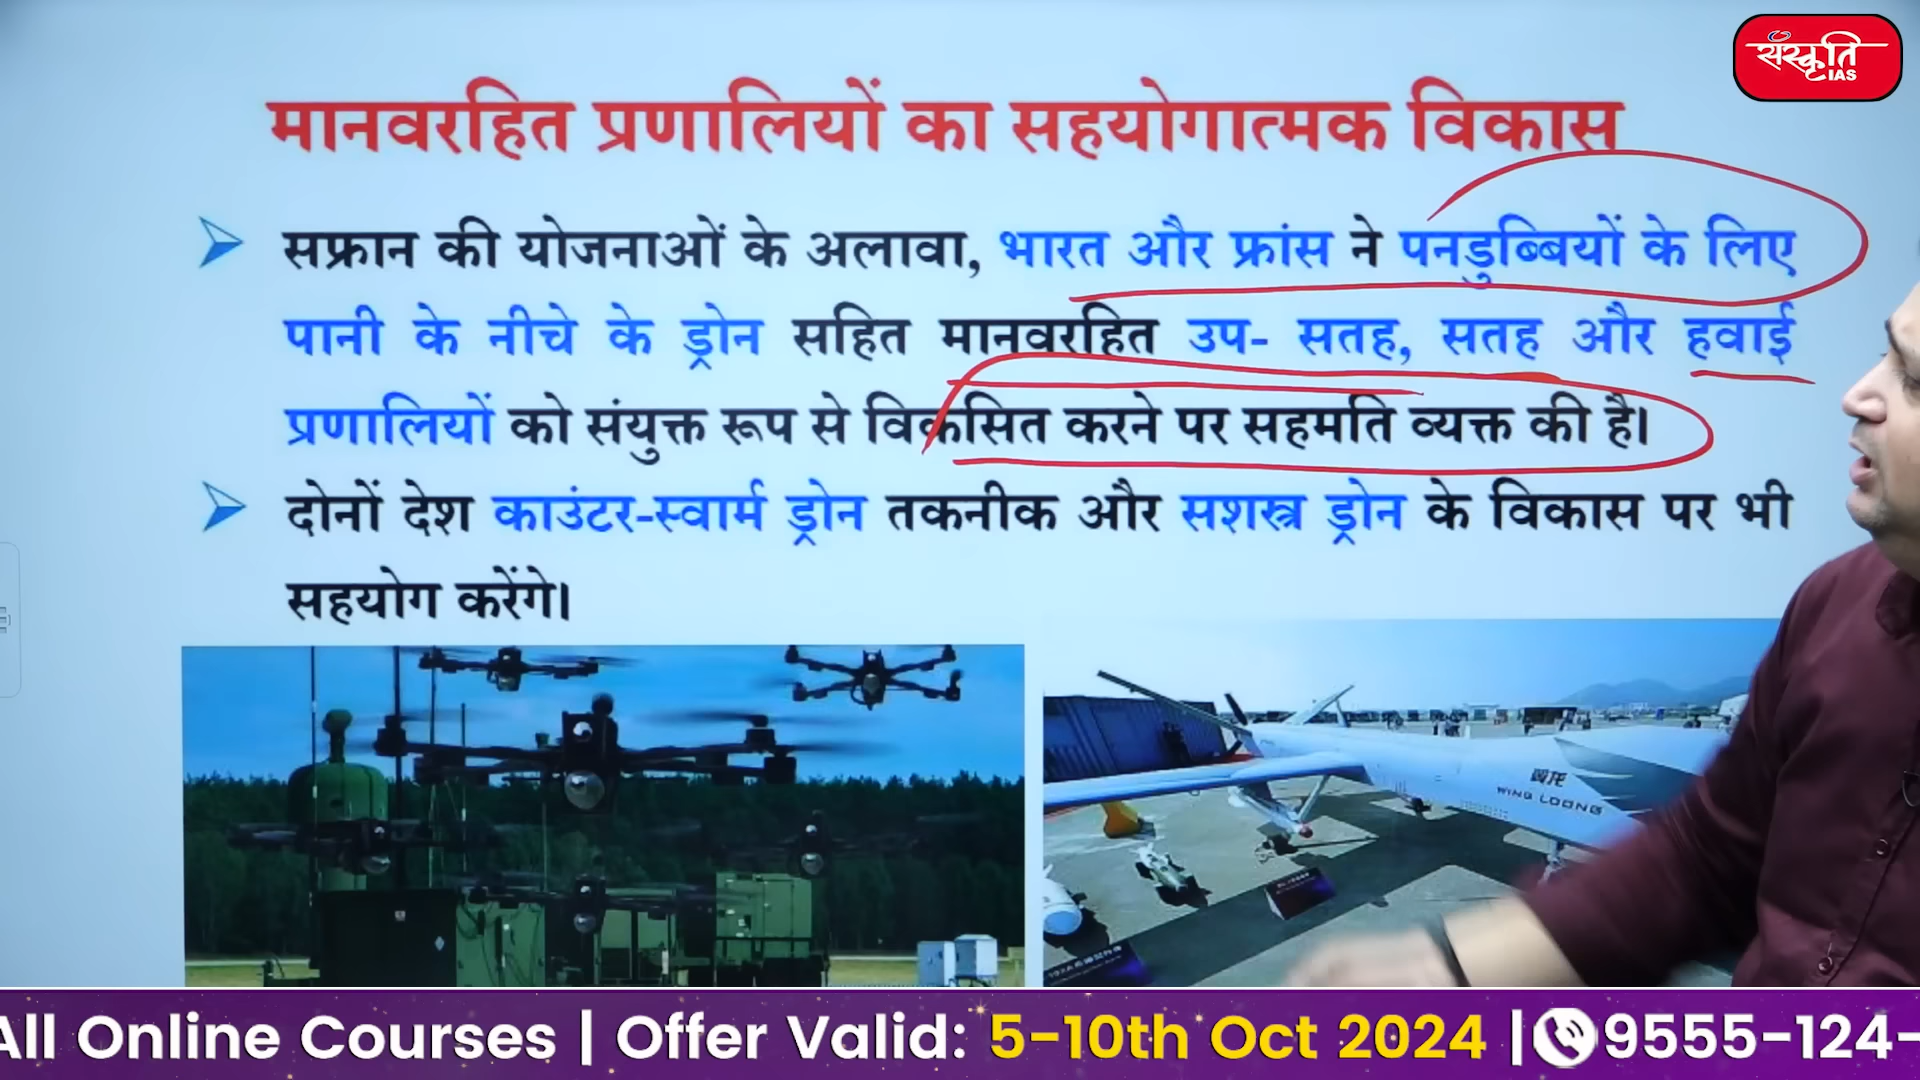 संस्कृति
IAS
मानवरहित प्रणालियों का सहयोगात्मक विकास
सफ्रान की योजनाओं के अलावा, भारत और फ्रांस ने पनडुब्बियों के लिए
पानी के नीचे के ड्रोन सहित मानवरहित उप- सतह, सतह और हवाई
प्रणालियों को संयुक्त रूप से विकसित करने पर सहमति व्यक्त की है।
दोनों देश काउंटर-स्वार्म ड्रोन तकनीक और सशस्त्र ड्रोन के विकास पर भी
सहयोग करेंगे।
WING LOONG
All Online Courses | Offer Valid: 5-10th Oct 2024 | 9555-124-